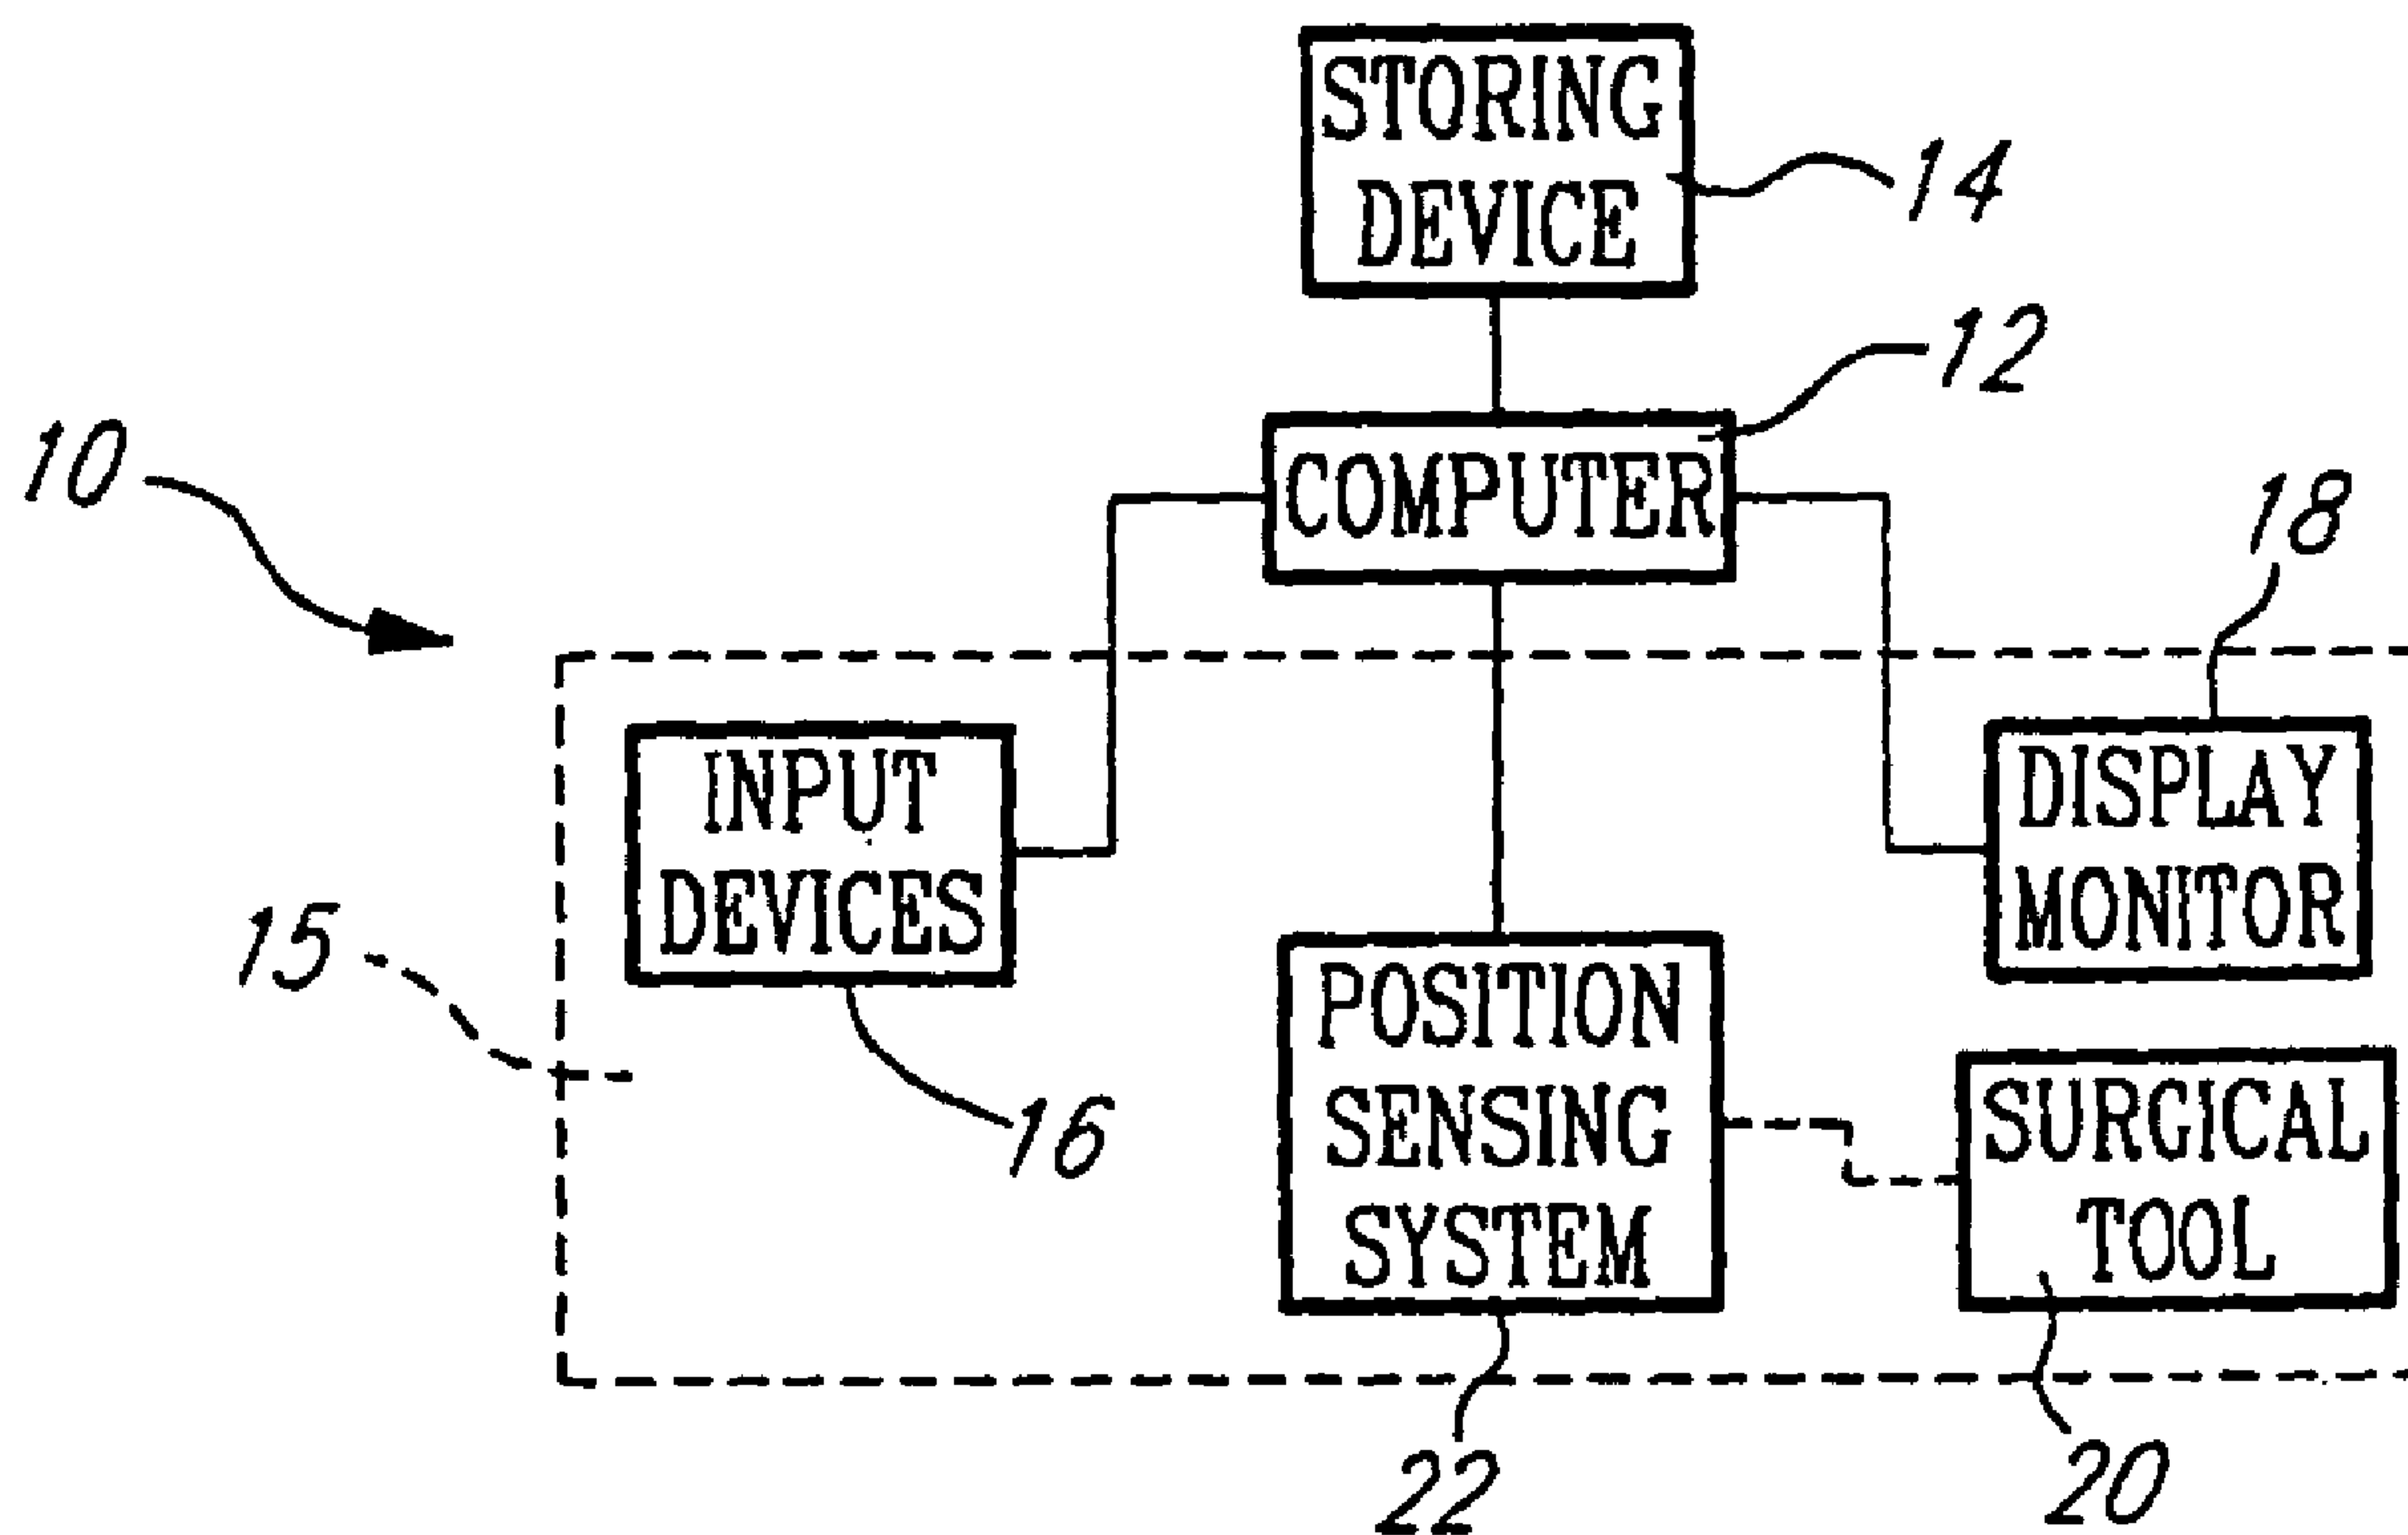 STORING
DEVICE
14
12
COMPUTER
10
18
INPUT
DEVICES
DISPLAY
MONITOR
15
16
POSITION
SENSING
SYSTEM
SURGICAL
TOOL
22
20